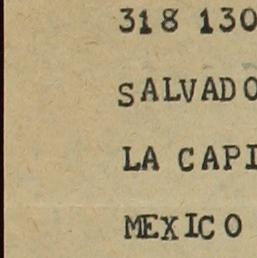 318 130
SALVADO
LA CAPI
MEXICO